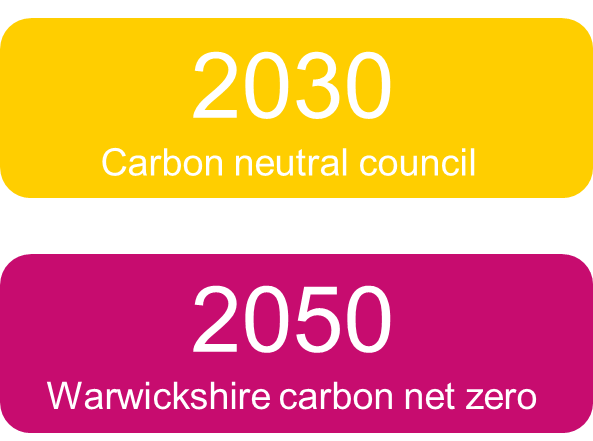 2030
Carbon neutral council
2050
Warwickshire carbon net zero